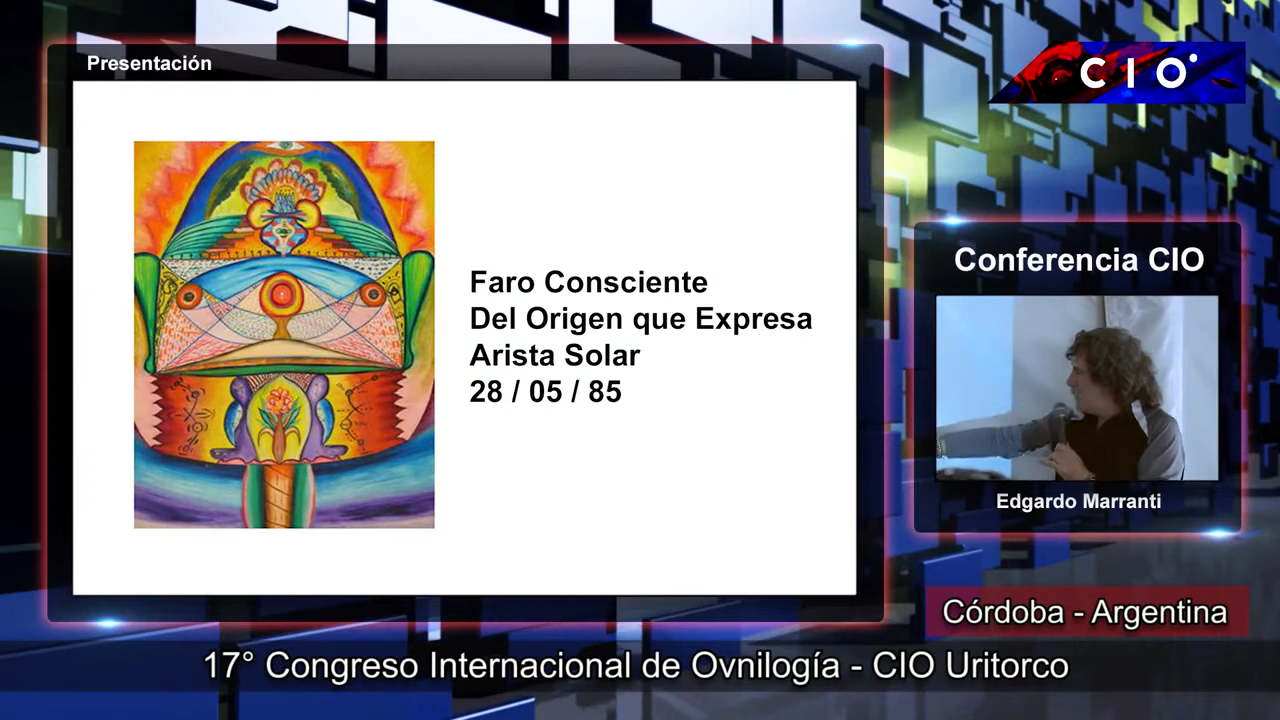 Presentación
CIO
Faro Consciente
Del Origen que Expresa
Arista Solar
28 / 05 / 85
Conferencia CIO
Edgardo Marranti
Córdoba - Argentina
17° Congreso Internacional de Ovnilogía - CIO Uritorco